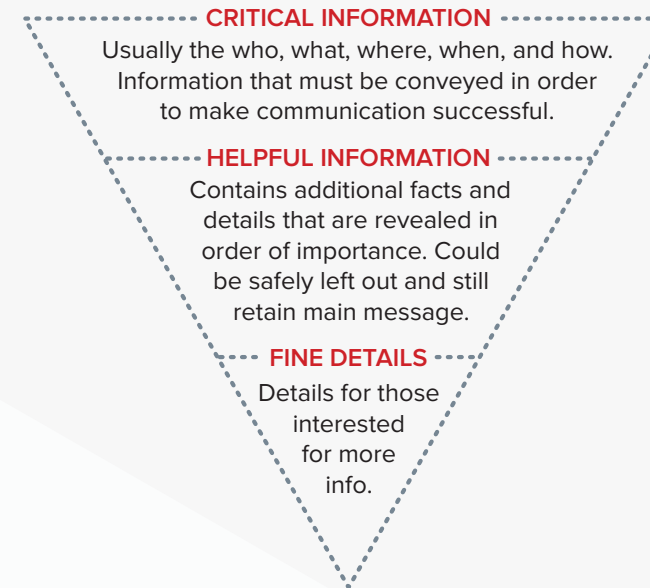 CRITICAL INFORMATION
Usually the who, what, where, when, and how.
Information that must be conveyed in order
to make communication successful.
HELPFUL INFORMATION
Contains additional facts and
details that are revealed in
order of importance. Could
be safely left out and still
retain main message.
FINE DETAILS
Details for those
interested
for more
info.